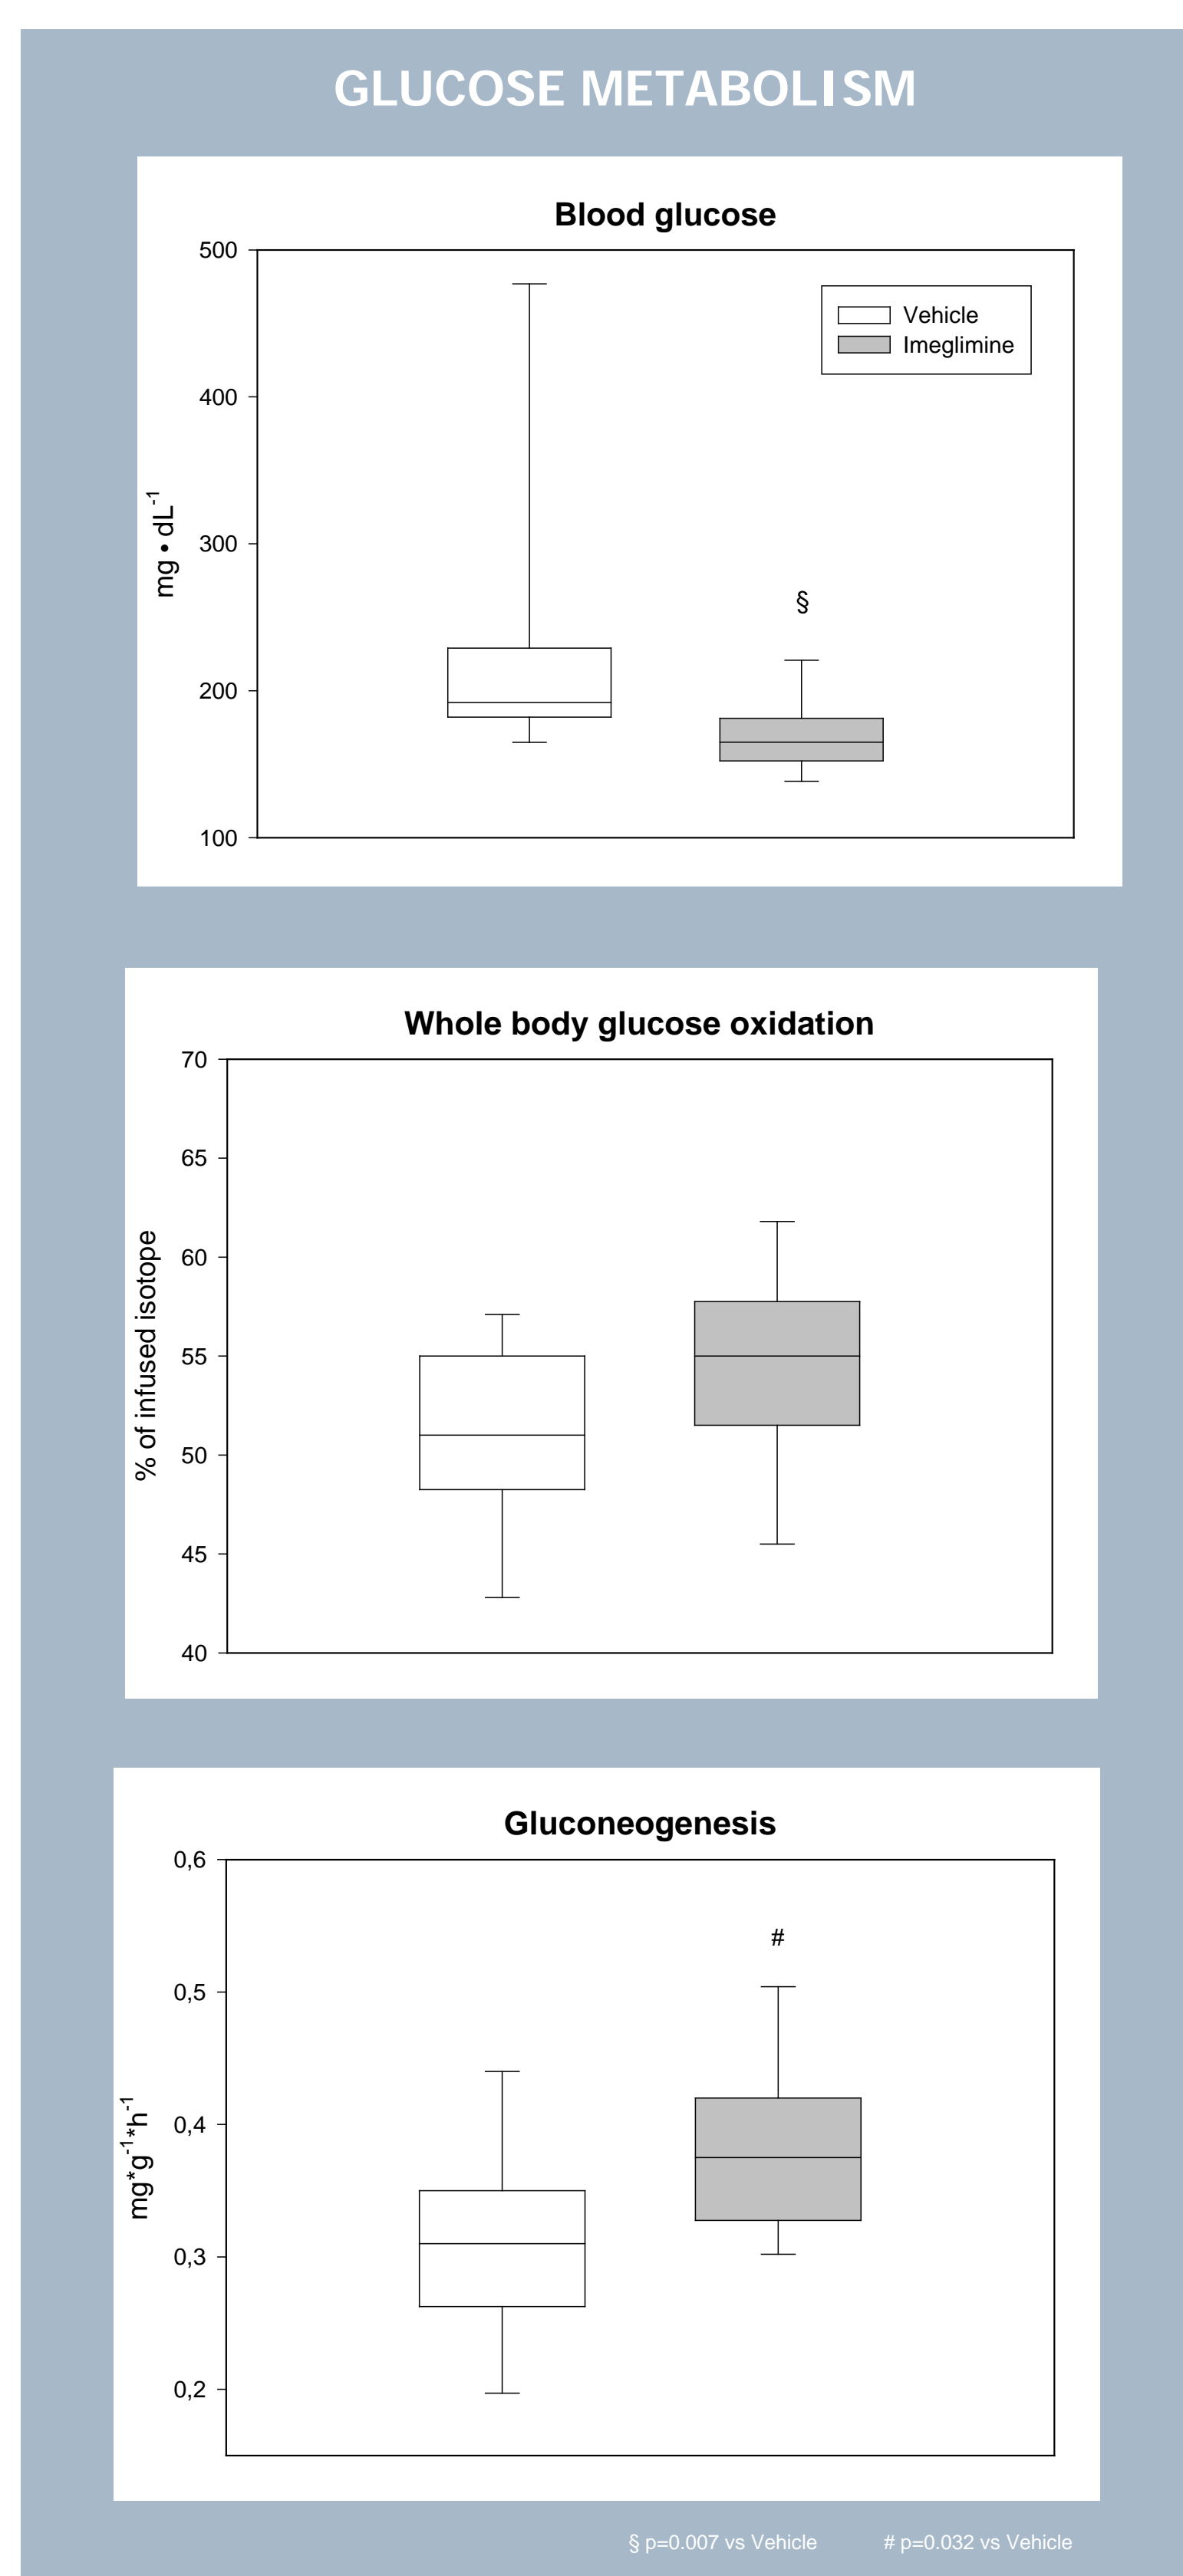 GLUCOSE METABOLISM
Blood glucose
500
400
300
200
100
mg • dL-1
Vehicle
Imeglimine
§
Whole body glucose oxidation
70
65
60
55
50
45
40
% of infused isotope
Gluconeogenesis
0,6
0,5
0,4
0,3
0,2
mg*g-1*h-1
#
§ p=0.007 vs Vehicle
# p=0.032 vs Vehicle